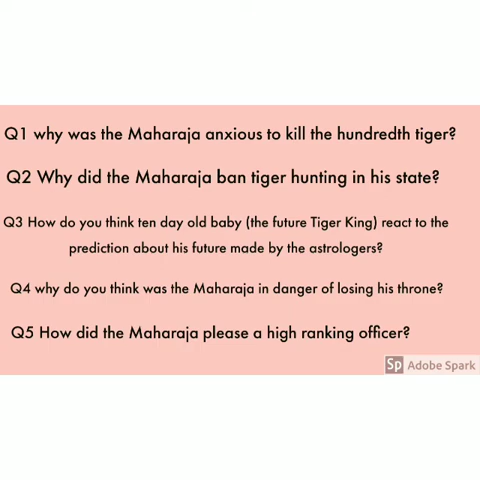 Q1 why was the Maharaja anxious to kill the hundredth tiger?
Q2 Why did the Maharaja ban tiger hunting in his state?
Q3 How do you think ten day old baby (the future Tiger King) react to the
prediction about his future made by the astrologers?
Q4 why do you think was the Maharaja in danger of losing his throne?
Q5 How did the Maharaja please a high ranking officer?
Sp Adobe Spark